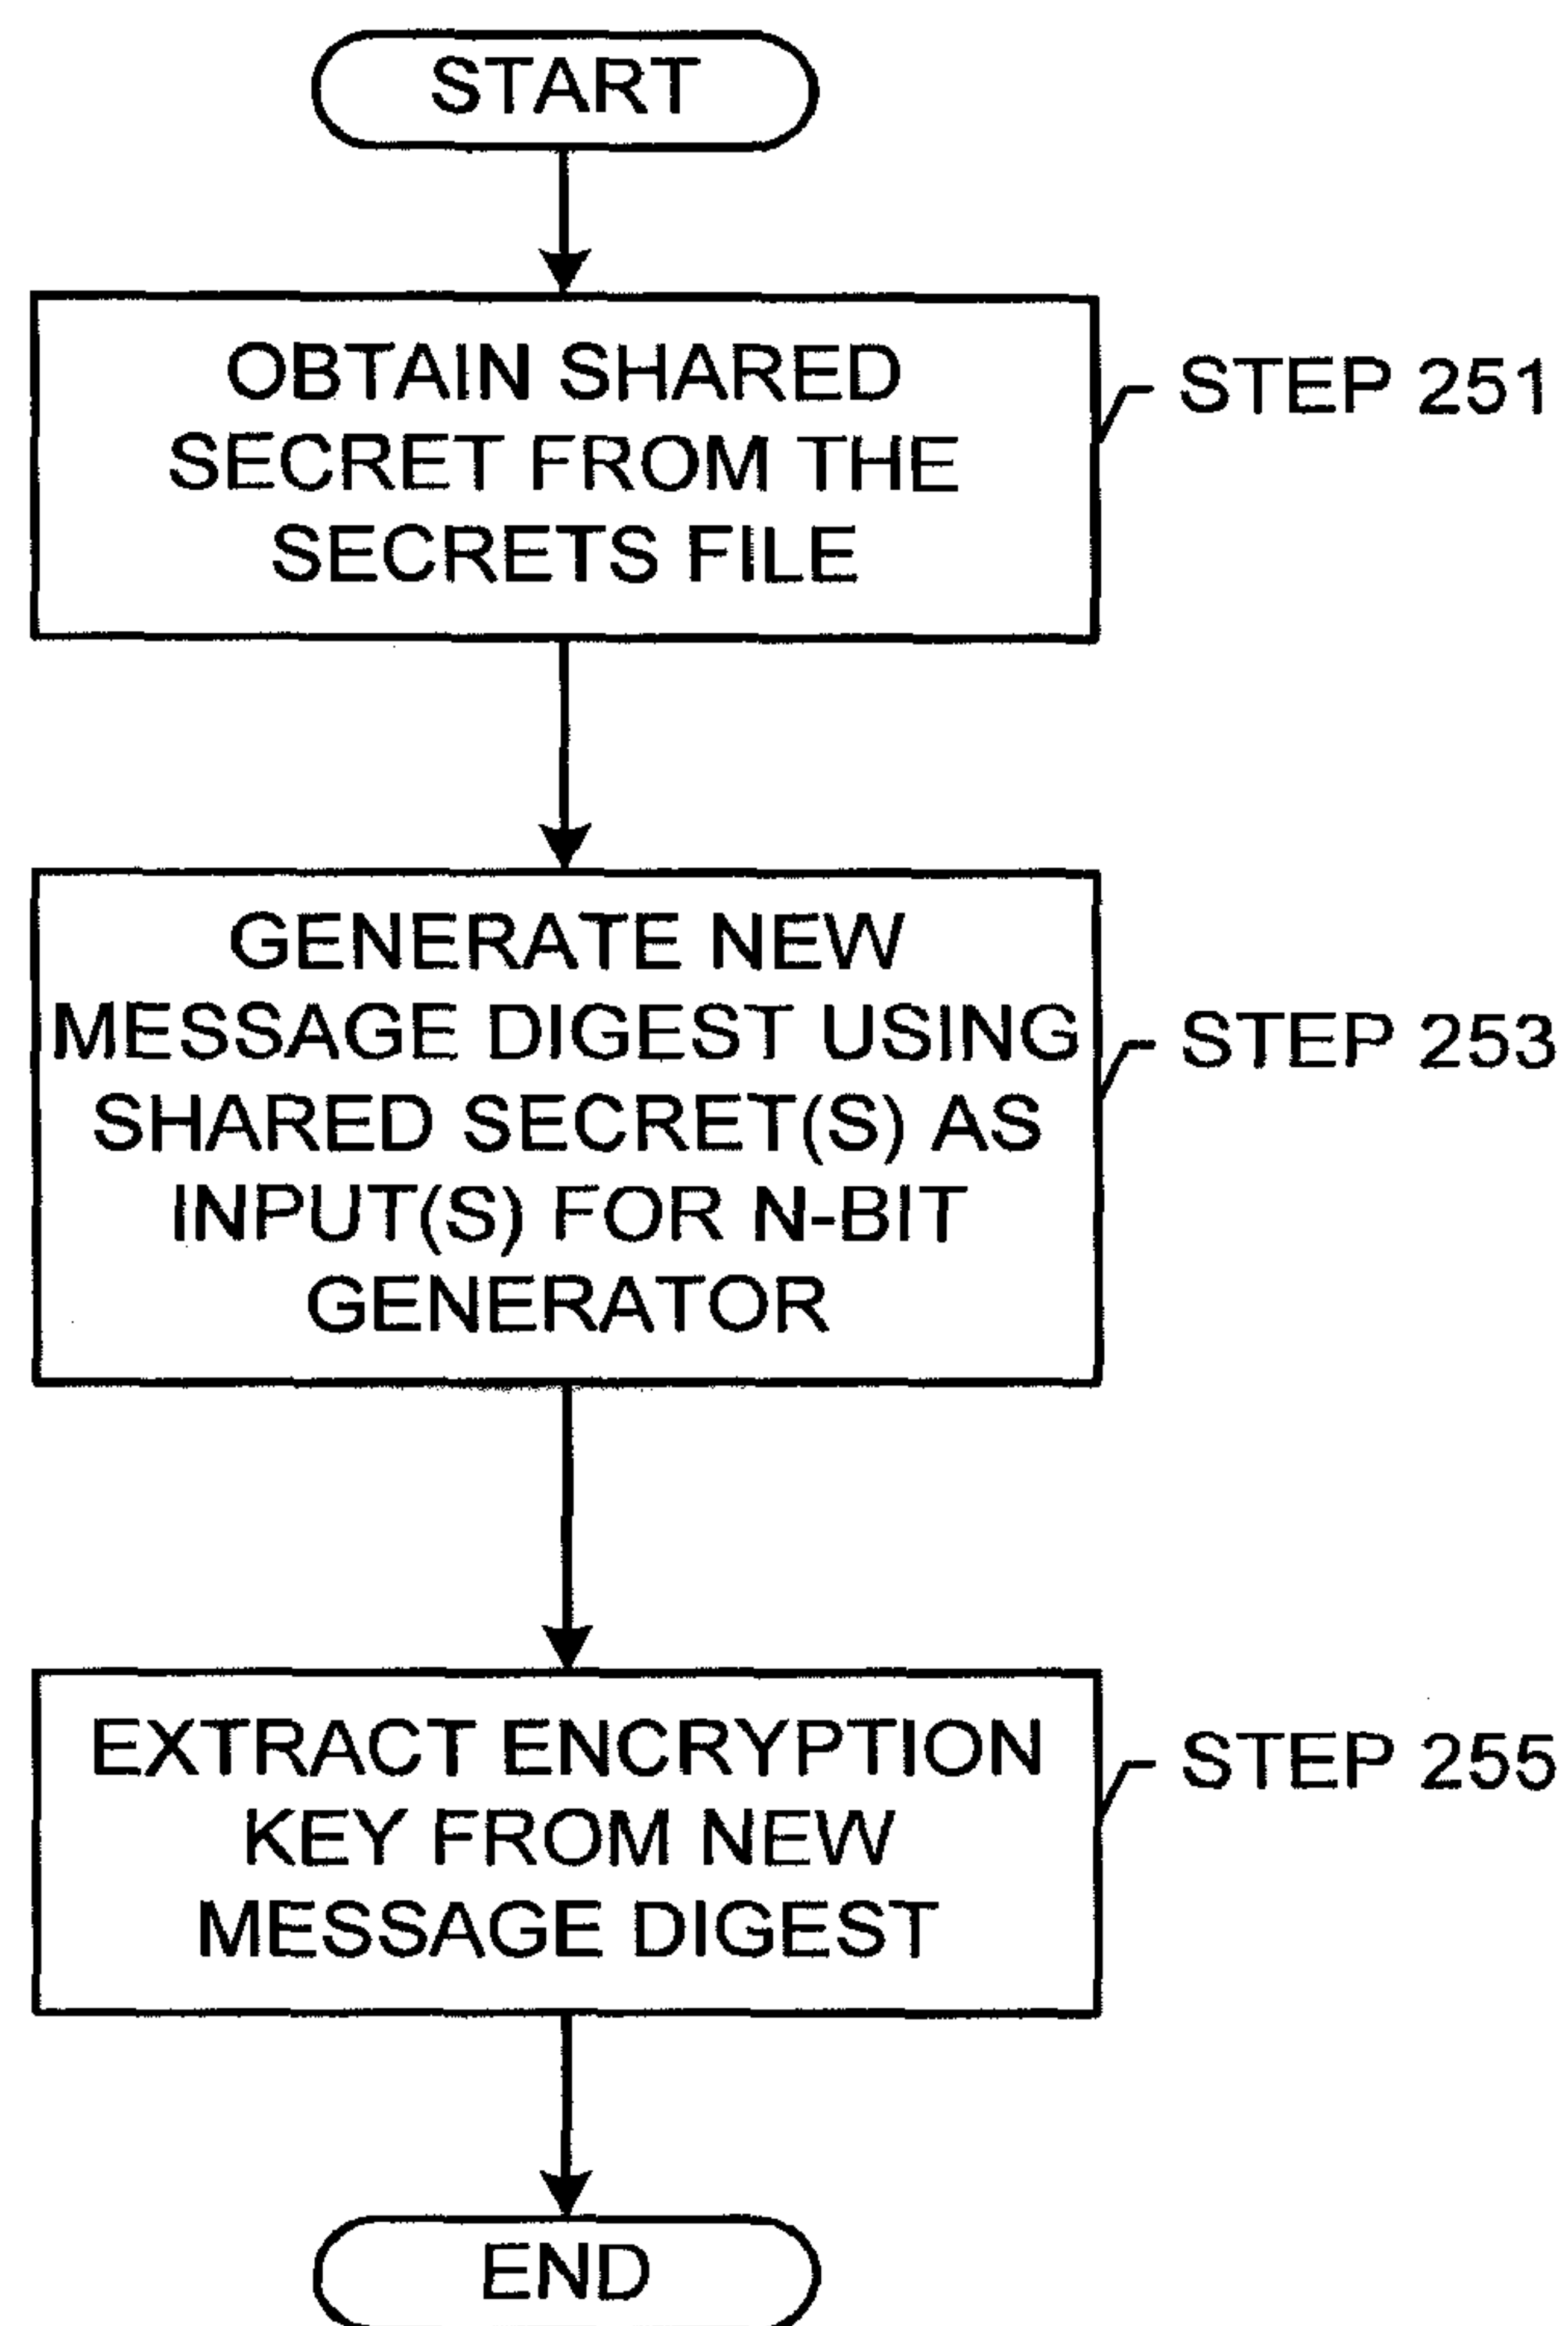 START
OBTAIN SHARED
SECRET FROM THE
SECRETS FILE
STEP 251
GENERATE NEW
MESSAGE DIGEST USING
SHARED SECRET(S) AS
INPUT(S) FOR N-BIT
GENERATOR
STEP 253
EXTRACT ENCRYPTION
KEY FROM NEW
MESSAGE DIGEST
STEP 255
END